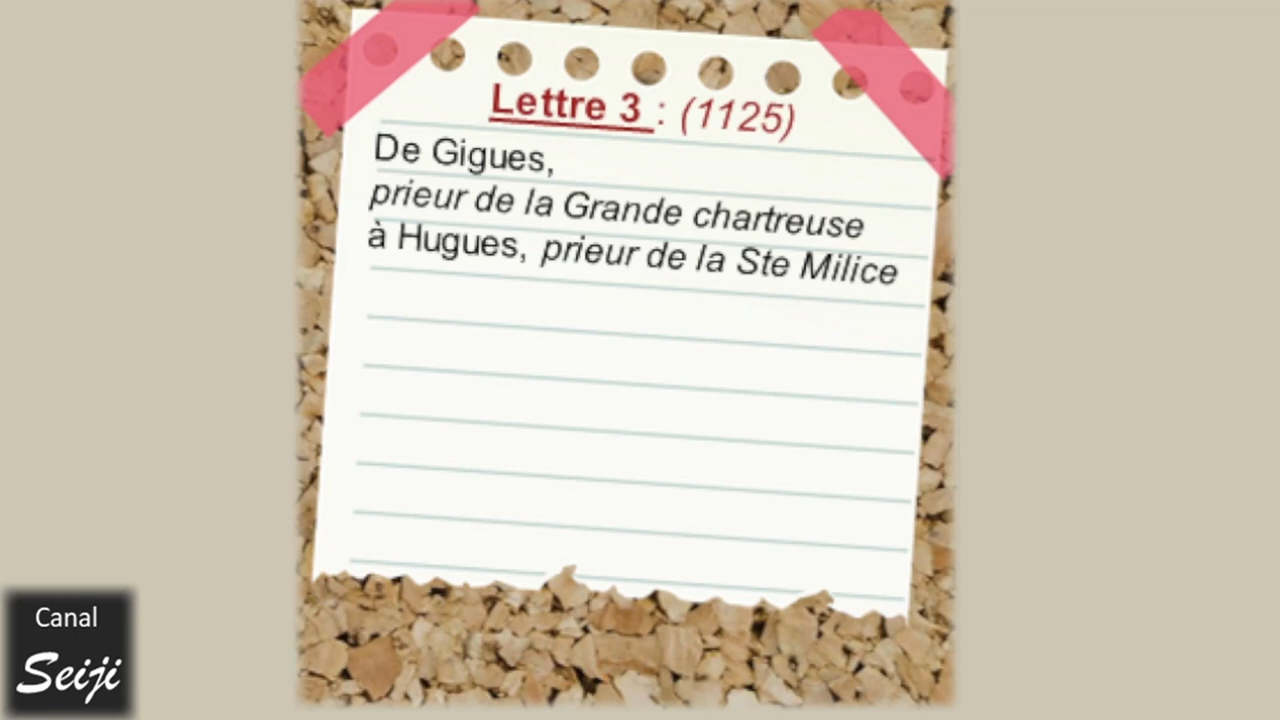 Lettre 3 : (1125)
De Gigues,
prieur de la Grande chartreuse
à Hugues, prieur de la Ste Milice
Canal
Seiji